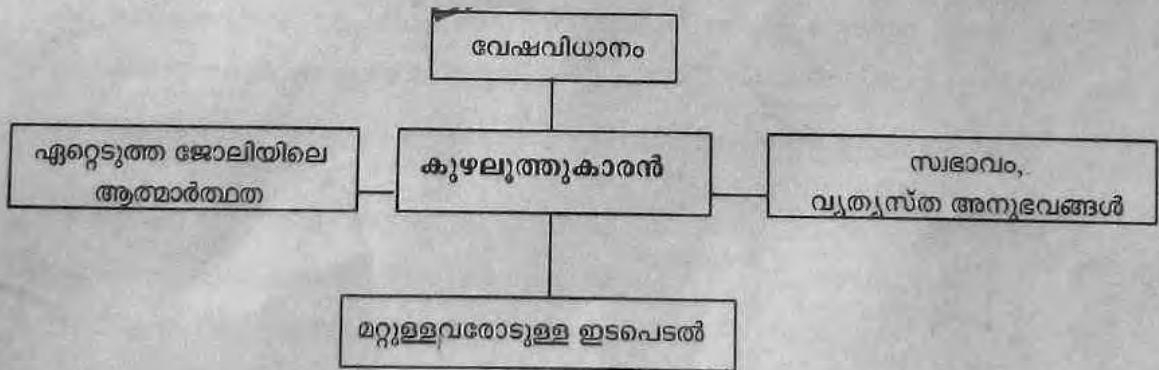 വേഷവിധാനം
ഏറ്റെടുത്ത ജോലിയിലെ
ആത്മാർത്ഥത
കുഴലൂത്തുകാരൻ
സ്വഭാവം,
വ്യത്യസ്ത അനുഭവങ്ങൾ
മറ്റുള്ളവരോടുള്ള ഇടപെടൽ